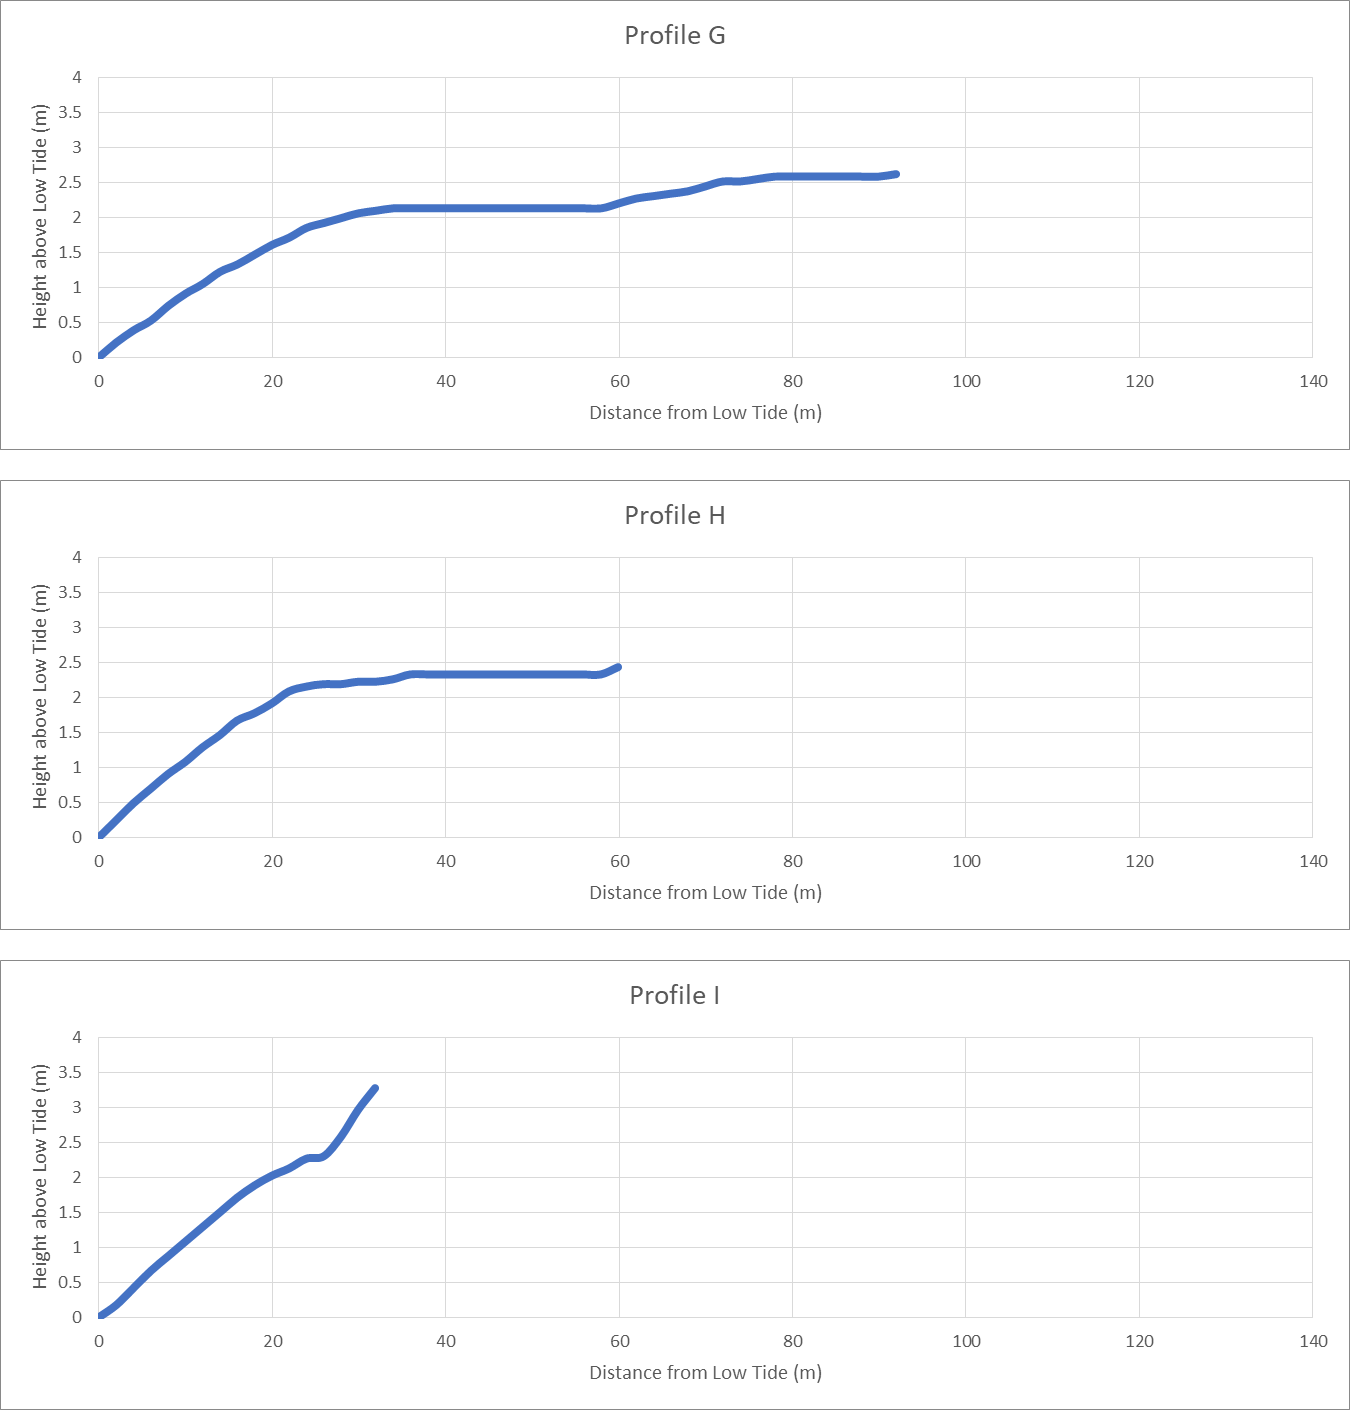 Profile G
4
3.5
3
2.5
2
1.5
1
0.5
0
Height above Low Tide (m)
0 20 40 60 80 100 120 140
Distance from Low Tide (m)
Profile H
4
3.5
3
2.5
2
1.5
1
0.5
0
Height above Low Tide (m)
0 20 40 60 80 100 120 140
Distance from Low Tide (m)
Profile I
4
3.5
3
2.5
2
1.5
1
0.5
0
Height above Low Tide (m)
0 20 40 60 80 100 120 140
Distance from Low Tide (m)